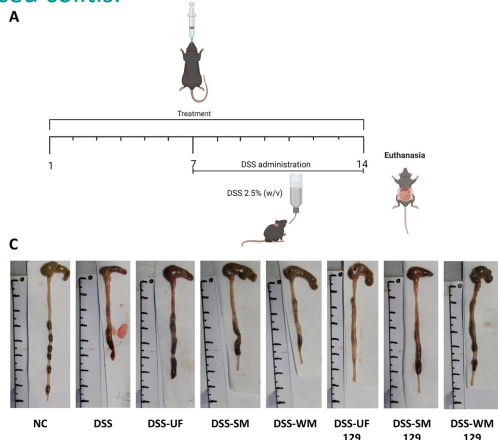 A
Treatment
1
7
14
DSS administration
Euthanasia
DSS 2.5% (w/v)
C
NC
DSS
DSS-UF
DSS-SM
DSS-WM
DSS-UF
129
DSS-SM
129
DSS-WM
129